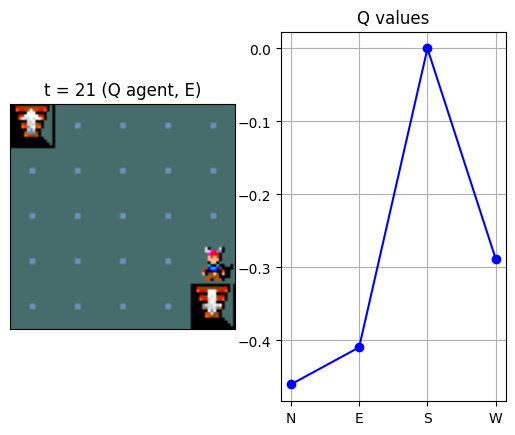 Q values
t = 21 (Q agent, E)
0.0
−0.1
−0.2
−0.3
−0.4
N E S W